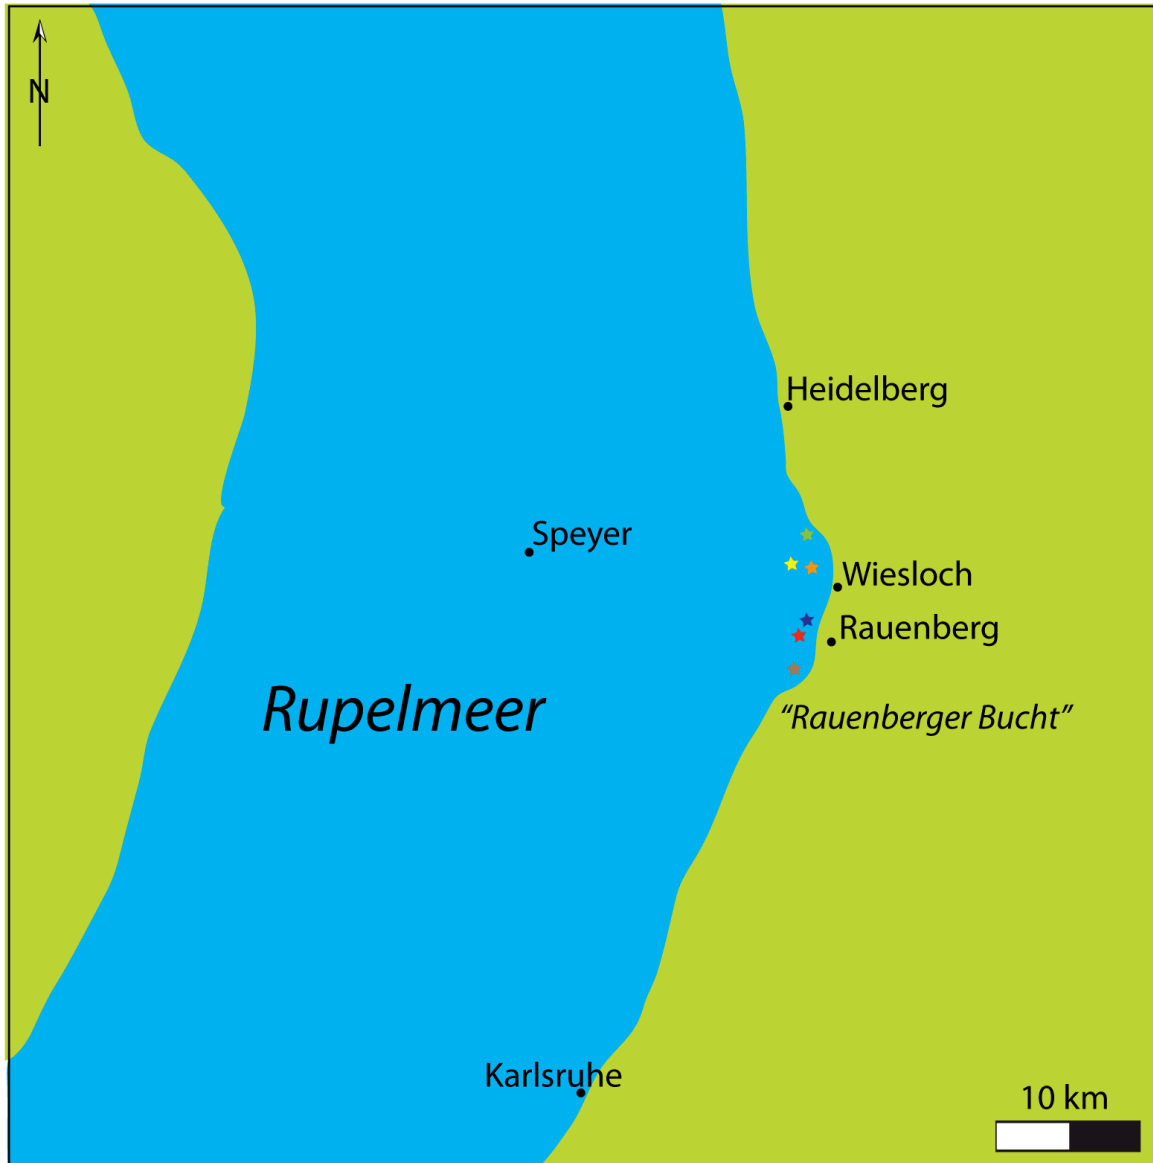 N
Heidelberg
Speyer
Wiesloch
Rauenberg
Rupelmeer
“Rauenberger Bucht”
Karlsruhe
10 km